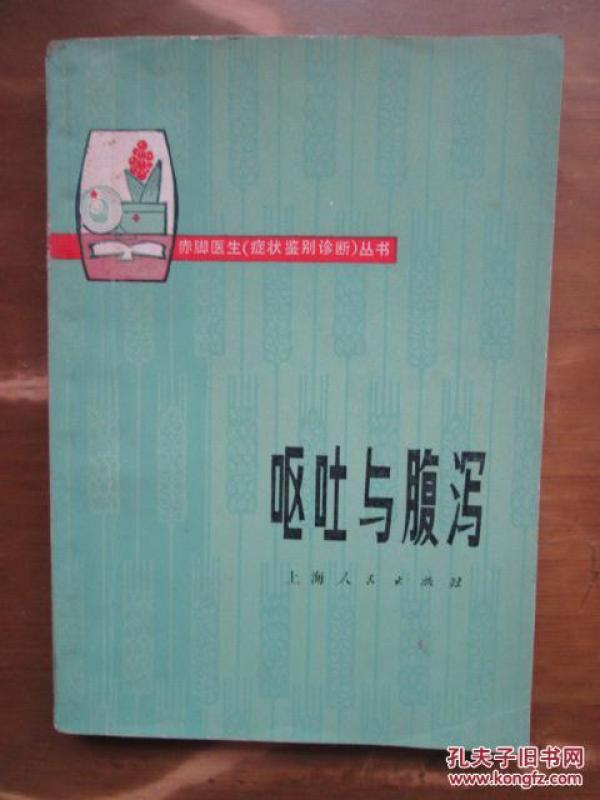 赤脚医生(症状鉴别诊断)丛书
呕吐与腹泻
上海人民出版社
孔夫子旧书网
www.kongfz.com